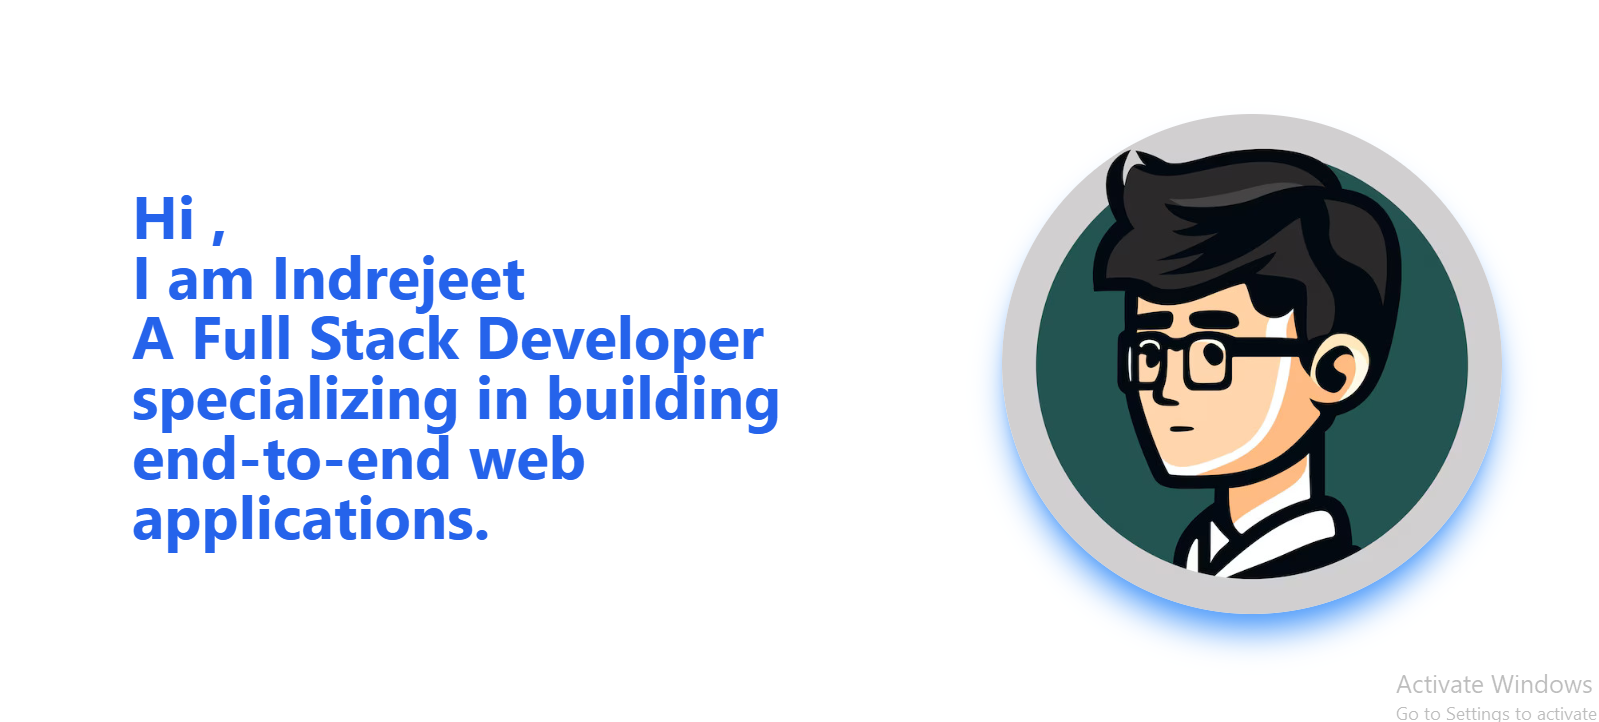 Hi ,
I am Indrejeet
A Full Stack Developer
specializing in building
end-to-end web
applications.
Activate Windows
Go to Settings to activate